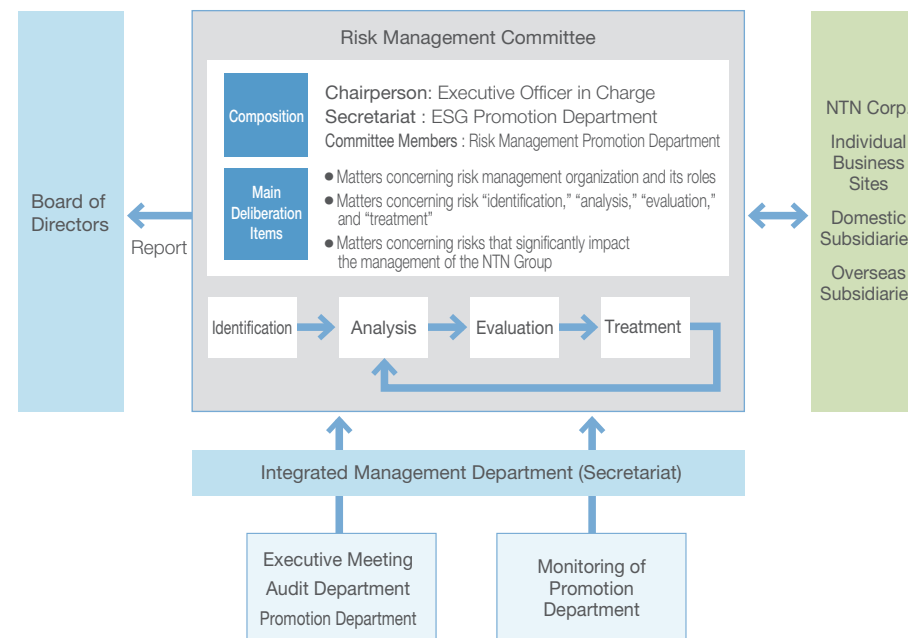 Risk Management Committee
Composition
Chairperson: Executive Officer in Charge
Secretariat : ESG Promotion Department
Committee Members : Risk Management Promotion Department
Main
Deliberation
Items
● Matters concerning risk management organization and its roles
● Matters concerning risk “identification,” “analysis,” “evaluation,”
and “treatment”
● Matters concerning risks that significantly impact
the management of the NTN Group
Identification
Analysis
Evaluation
Treatment
Board of
Directors
Report
NTN Corp.
Individual
Business
Sites
Domestic
Subsidiarie
Overseas
Subsidiarie
Integrated Management Department (Secretariat)
Executive Meeting
Audit Department
Promotion Department
Monitoring of
Promotion
Department